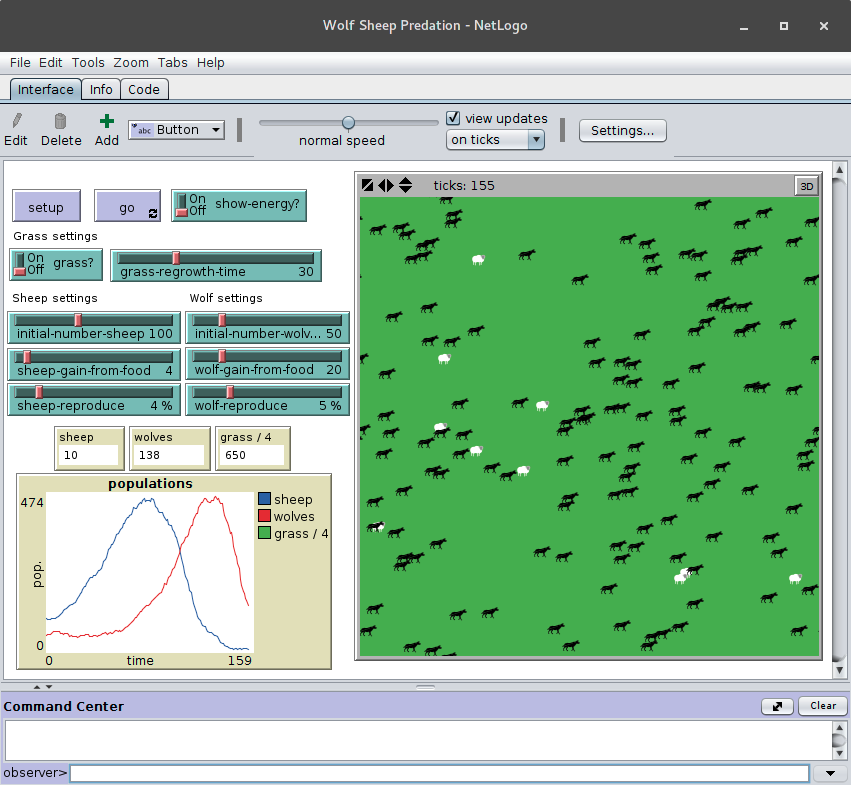 Wolf Sheep Predation - NetLogo
File Edit Tools Zoom Tabs Help
Interface Info Code
Edit Delete Add abc Button normal speed view updates on ticks Settings...
ticks: 155 3D
setup go On Off show-energy?
Grass settings
On Off grass? grass-regrowth-time 30
Sheep settings Wolf settings
initial-number-sheep 100 initial-number-wolv... 50
sheep-gain-from-food 4 wolf-gain-from-food 20
sheep-reproduce 4 % wolf-reproduce 5 %
sheep wolves grass / 4
10 138 650
populations
474 sheep
wolves
grass / 4
pop.
0
0 time 159
Command Center Clear
observer>